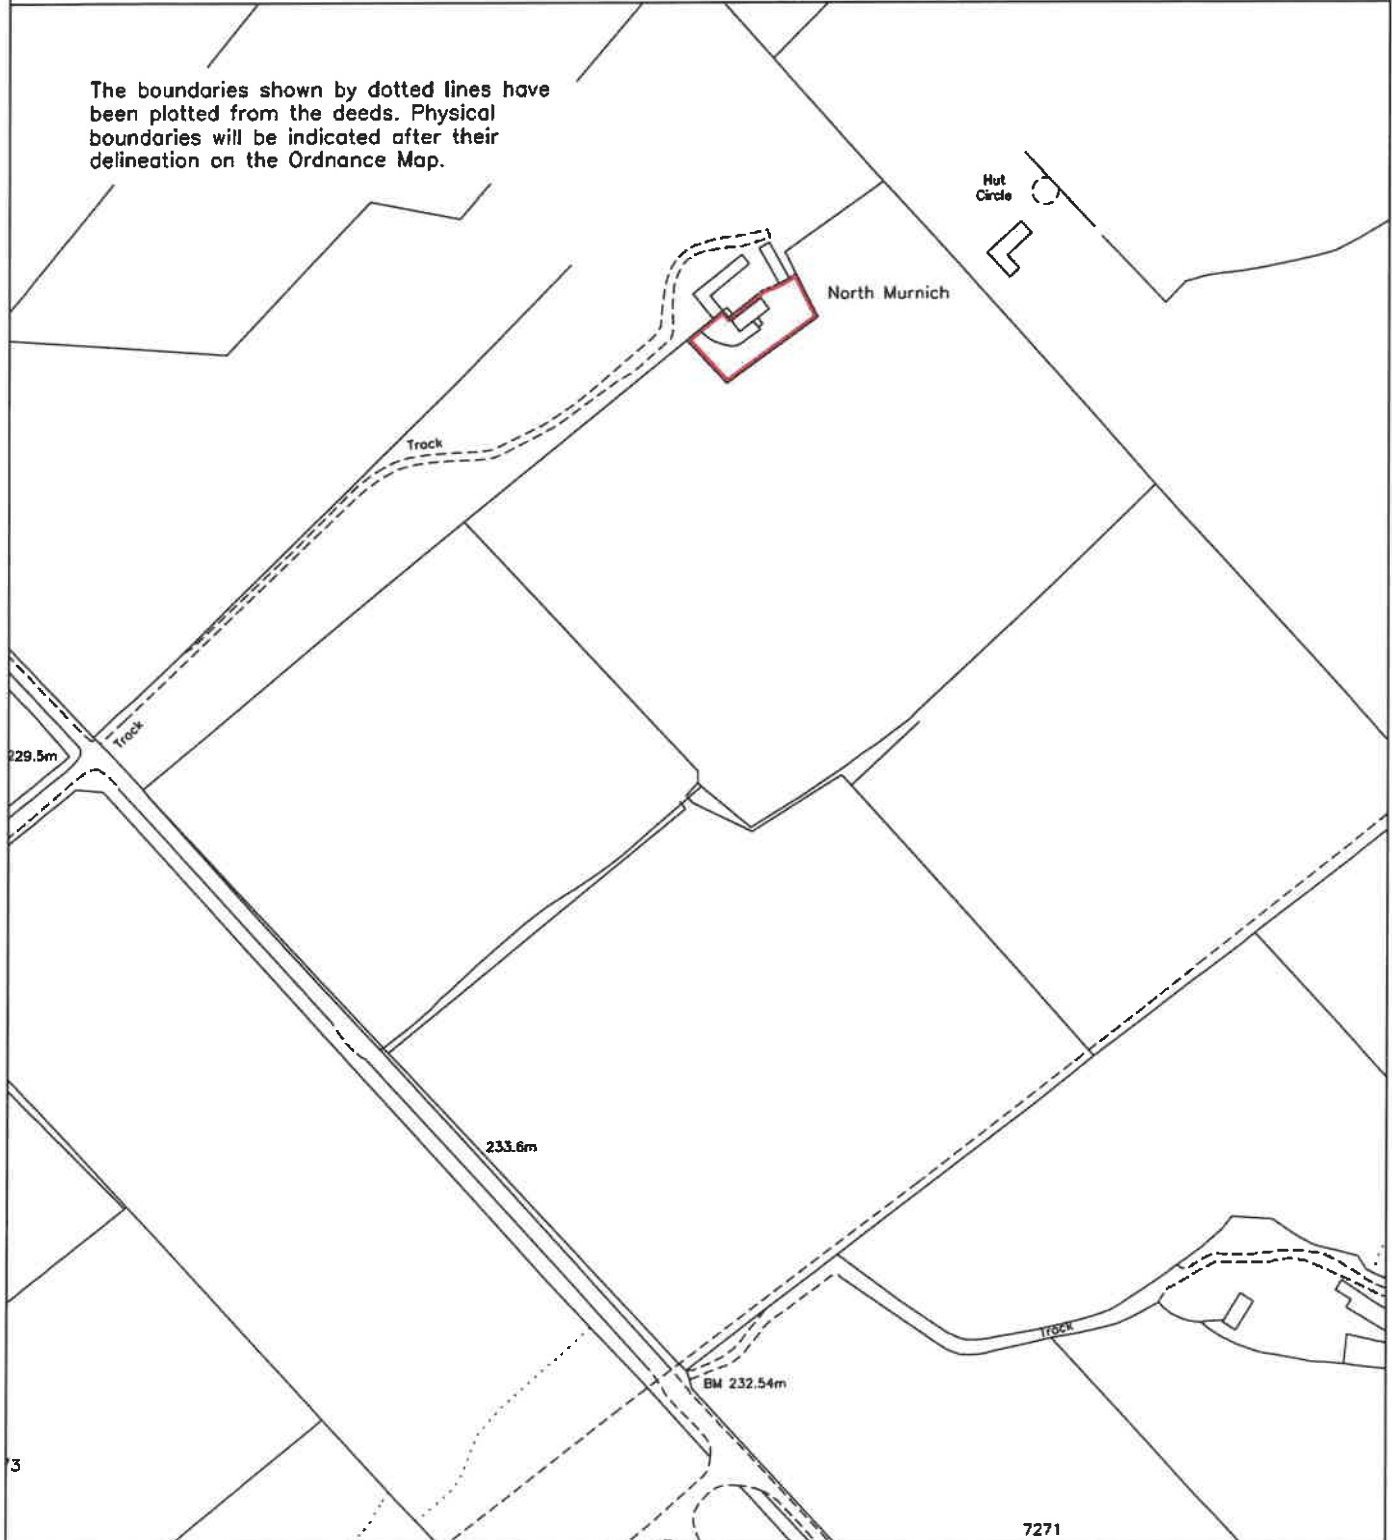 The boundaries shown by dotted lines have
been plotted from the deeds. Physical
boundaries will be indicated after their
delineation on the Ordnance Map.
Hut
Circle
North Murnich
Track
Track
229.5m
233.6m
Track
BM 232.54m
73
7271